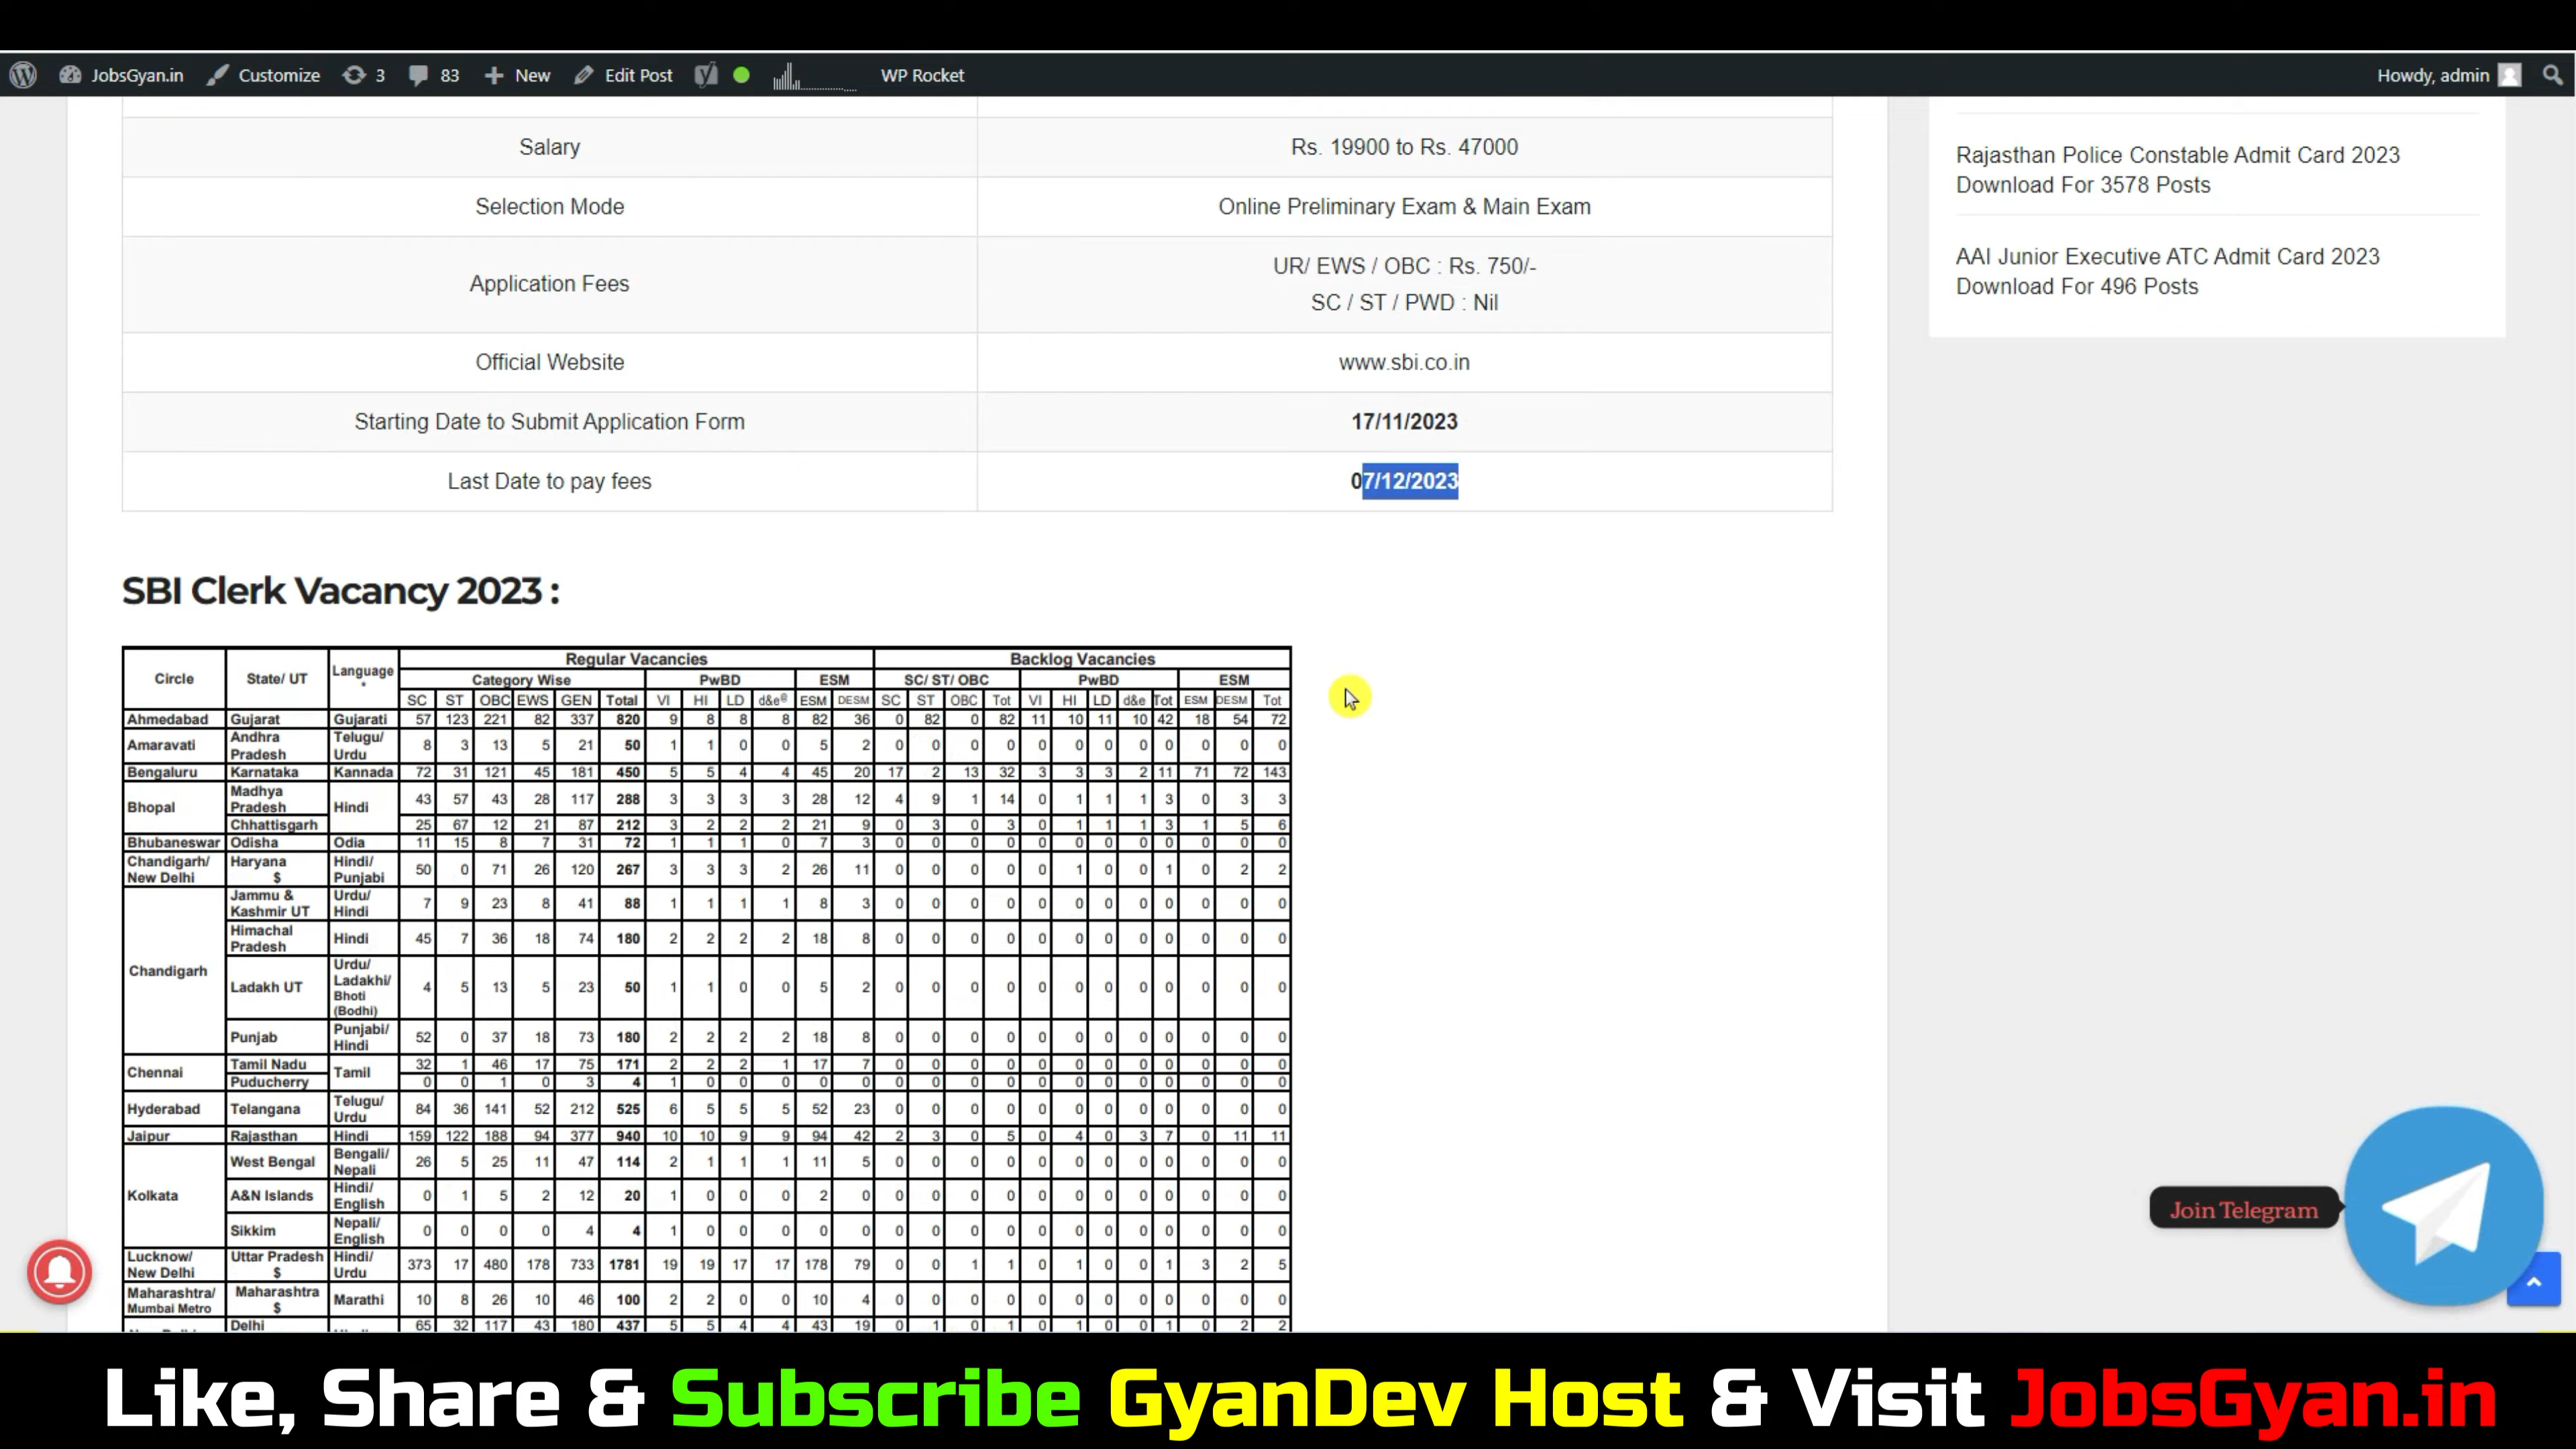 JobsGyan.in Customize 3 83 New Edit Post WP Rocket Howdy, admin
Salary Rs. 19900 to Rs. 47000
Selection Mode Online Preliminary Exam & Main Exam
Application Fees UR/ EWS / OBC : Rs. 750/-
SC / ST / PWD : Nil
Official Website www.sbi.co.in
Starting Date to Submit Application Form 17/11/2023
Last Date to pay fees 07/12/2023
Rajasthan Police Constable Admit Card 2023
Download For 3578 Posts
AAI Junior Executive ATC Admit Card 2023
Download For 496 Posts
SBI Clerk Vacancy 2023 :
Circle State/ UT Language * Regular Vacancies Backlog Vacancies
Category Wise PwBD ESM SC/ ST/ OBC PwBD ESM
SC ST OBC EWS GEN Total VI HI LD d&e@ ESM DESM SC ST OBC Tot VI HI LD d&e Tot ESM DESM Tot
Ahmedabad Gujarat Gujarati 57 123 221 82 337 820 9 8 8 8 82 36 0 82 0 82 11 10 11 10 42 18 54 72
Amaravati Andhra Pradesh Telugu/ Urdu 8 3 13 5 21 50 1 1 0 0 5 2 0 0 0 0 0 0 0 0 0 0 0 0
Bengaluru Karnataka Kannada 72 31 121 45 181 450 5 5 4 4 45 20 17 2 13 32 3 3 3 2 11 71 72 143
Bhopal Madhya Pradesh Hindi 43 57 43 28 117 288 3 3 3 3 28 12 4 9 1 14 0 1 1 1 3 0 3 3
Chhattisgarh 25 67 12 21 87 212 3 2 2 2 21 9 0 3 0 3 0 1 1 1 3 1 5 6
Bhubaneswar Odisha Odia 11 15 8 7 31 72 1 1 1 0 7 3 0 0 0 0 0 0 0 0 0 0 0 0
Chandigarh/ New Delhi Haryana $ Hindi/ Punjabi 50 0 71 26 120 267 3 3 3 2 26 11 0 0 0 0 0 1 0 0 1 0 2 2
Chandigarh Jammu & Kashmir UT Urdu/ Hindi 7 9 23 8 41 88 1 1 1 1 8 3 0 0 0 0 0 0 0 0 0 0 0 0
Himachal Pradesh Hindi 45 7 36 18 74 180 2 2 2 2 18 8 0 0 0 0 0 0 0 0 0 0 0 0
Ladakh UT Urdu/ Ladakhi/ Bhoti (Bodhi) 4 5 13 5 23 50 1 1 0 0 5 2 0 0 0 0 0 0 0 0 0 0 0 0
Punjab Punjabi/ Hindi 52 0 37 18 73 180 2 2 2 2 18 8 0 0 0 0 0 0 0 0 0 0 0 0
Chennai Tamil Nadu Tamil 32 1 46 17 75 171 2 2 2 1 17 7 0 0 0 0 0 0 0 0 0 0 0 0
Puducherry 0 0 1 0 3 4 1 0 0 0 0 0 0 0 0 0 0 0 0 0 0 0 0 0
Hyderabad Telangana Telugu/ Urdu 84 36 141 52 212 525 6 5 5 5 52 23 0 0 0 0 0 0 0 0 0 0 0 0
Jaipur Rajasthan Hindi 159 122 188 94 377 940 10 10 9 9 94 42 2 3 0 5 0 4 0 3 7 0 11 11
Kolkata West Bengal Bengali/ Nepali 26 5 25 11 47 114 2 1 1 1 11 5 0 0 0 0 0 0 0 0 0 0 0 0
A&N Islands Hindi/ English 0 1 5 2 12 20 1 0 0 0 2 0 0 0 0 0 0 0 0 0 0 0 0 0
Sikkim Nepali/ English 0 0 0 0 4 4 1 0 0 0 0 0 0 0 0 0 0 0 0 0 0 0 0 0
Lucknow/ New Delhi Uttar Pradesh $ Hindi/ Urdu 373 17 480 178 733 1781 19 19 17 17 178 79 0 0 1 1 0 1 0 0 1 3 2 5
Maharashtra/ Mumbai Metro Maharashtra $ Marathi 10 8 26 10 46 100 2 2 0 0 10 4 0 0 0 0 0 0 0 0 0 0 0 0
Delhi 65 32 117 43 180 437 5 5 4 4 43 19 0 1 0 1 0 1 0 0 1 0 2 2
Join Telegram
Like, Share & Subscribe GyanDev Host & Visit JobsGyan.in